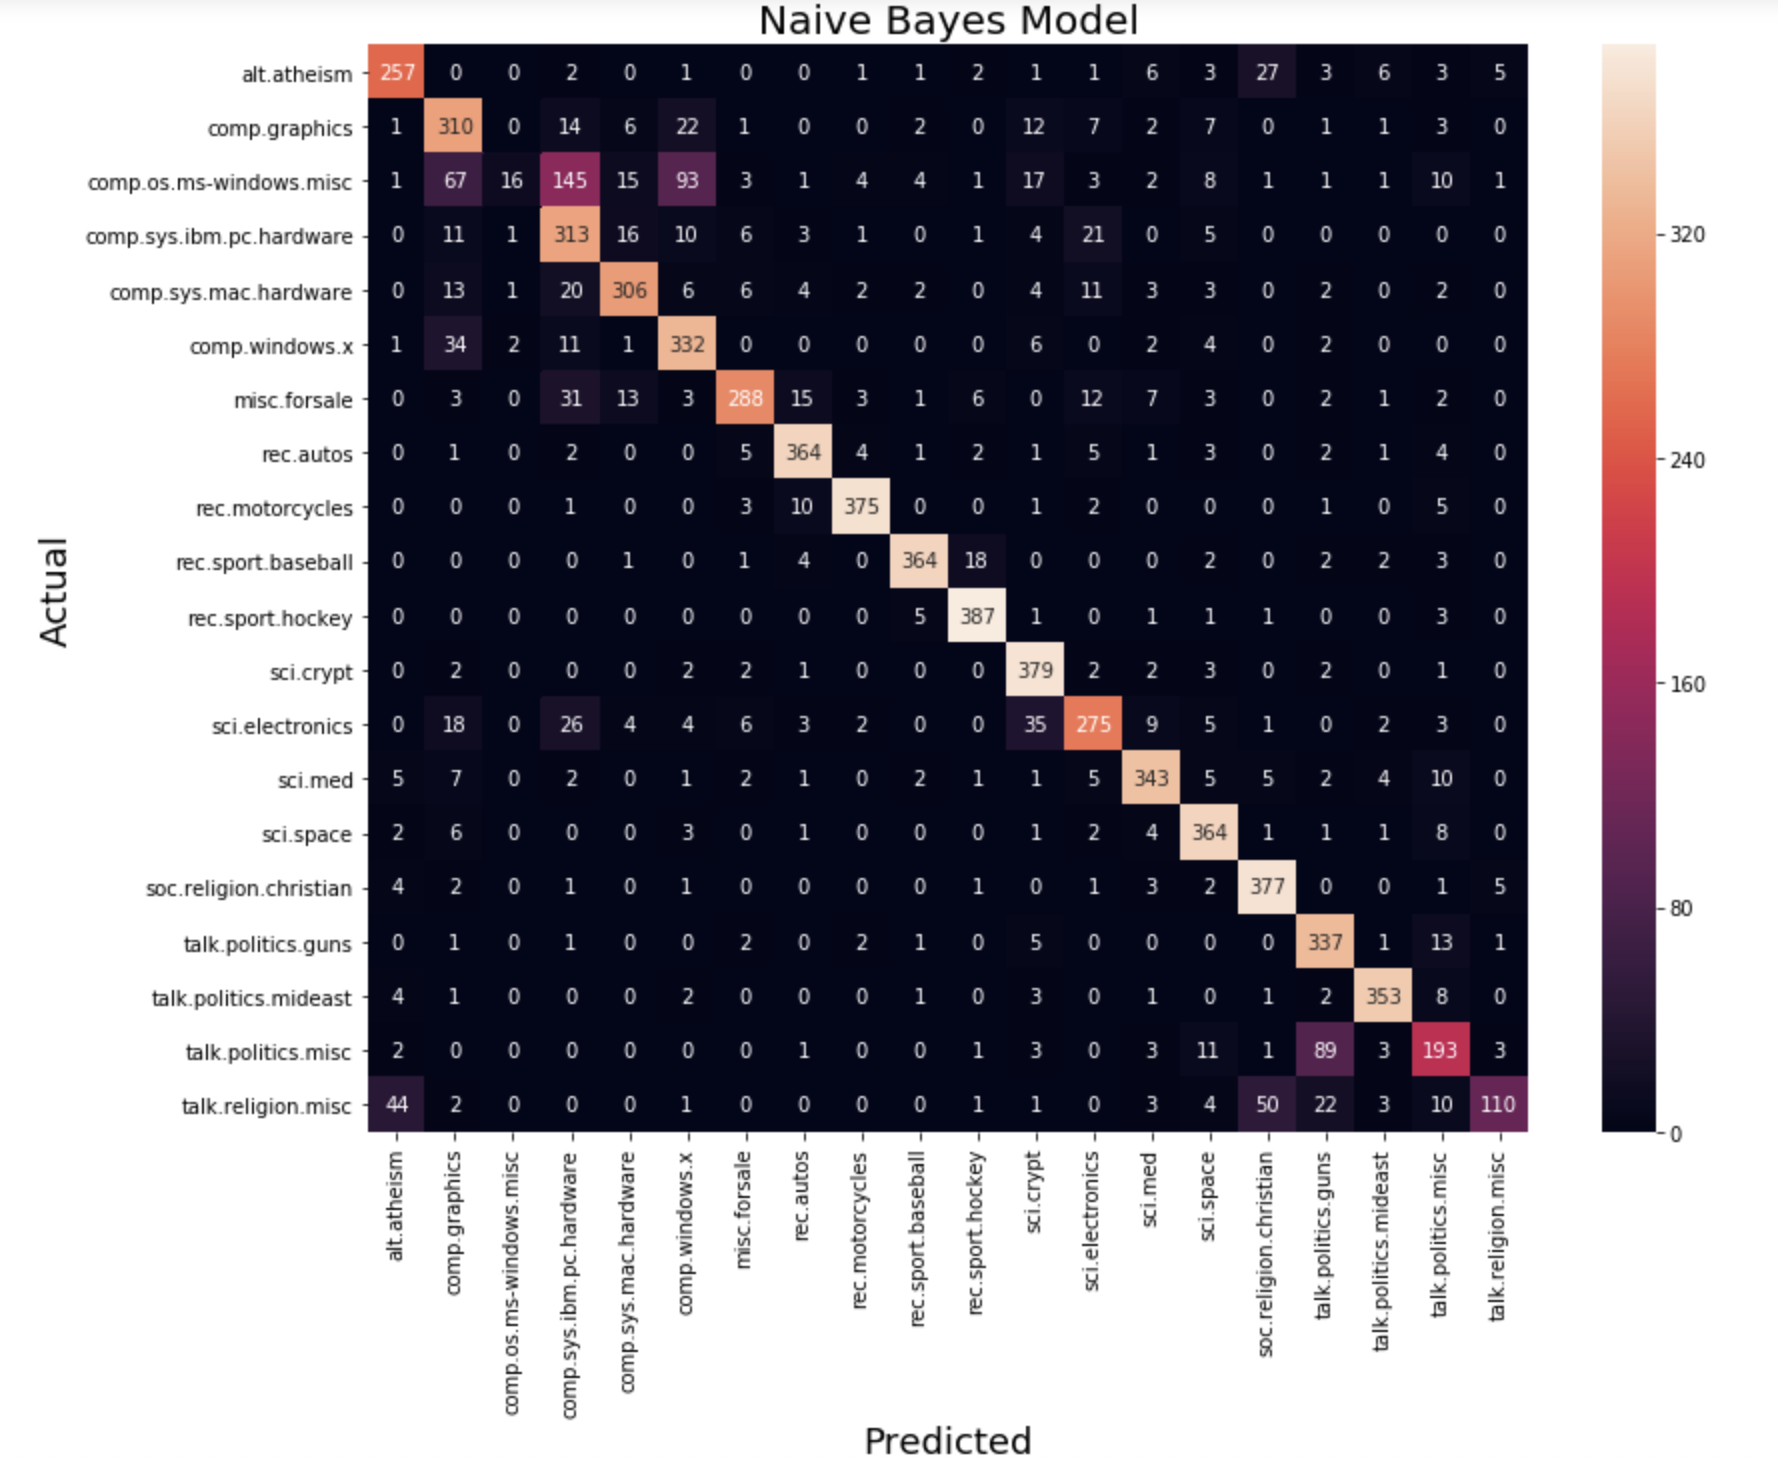 Naive Bayes Model
alt.atheism 257 0 0 2 0 1 0 0 1 1 2 1 1 6 3 27 3 6 3 5
comp.graphics 1 310 0 14 6 22 1 0 0 2 0 12 7 2 7 0 1 1 3 0
comp.os.ms-windows.misc 1 67 16 145 15 93 3 1 4 4 1 17 3 2 8 1 1 1 10 1
comp.sys.ibm.pc.hardware 0 11 1 313 16 10 6 3 1 0 1 4 21 0 5 0 0 0 0 0
320
comp.sys.mac.hardware 0 13 1 20 306 6 6 4 2 2 0 4 11 3 3 0 2 0 2 0
comp.windows.x 1 34 2 11 1 332 0 0 0 0 0 6 0 2 4 0 2 0 0 0
misc.forsale 0 3 0 31 13 3 288 15 3 1 6 0 12 7 3 0 2 1 2 0
rec.autos 0 1 0 2 0 0 5 364 4 1 2 1 5 1 3 0 2 1 4 0
240
rec.motorcycles 0 0 0 1 0 0 3 10 375 0 0 1 2 0 0 0 1 0 5 0
rec.sport.baseball 0 0 0 0 1 0 1 4 0 364 18 0 0 0 2 0 2 2 3 0
Actual
rec.sport.hockey 0 0 0 0 0 0 0 0 0 5 387 1 0 1 1 1 0 0 3 0
sci.crypt 0 2 0 0 0 2 2 1 0 0 0 379 2 2 3 0 2 0 1 0
160
sci.electronics 0 18 0 26 4 4 6 3 2 0 0 35 275 9 5 1 0 2 3 0
sci.med 5 7 0 2 0 1 2 1 0 2 1 1 5 343 5 5 2 4 10 0
sci.space 2 6 0 0 0 3 0 1 0 0 0 1 2 4 364 1 1 1 8 0
soc.religion.christian 4 2 0 1 0 1 0 0 0 0 1 0 1 3 2 377 0 0 1 5
80
talk.politics.guns 0 1 0 1 0 0 2 0 2 1 0 5 0 0 0 0 337 1 13 1
talk.politics.mideast 4 1 0 0 0 2 0 0 0 1 0 3 0 1 0 1 2 353 8 0
talk.politics.misc 2 0 0 0 0 0 0 1 0 0 1 3 0 3 11 1 89 3 193 3
talk.religion.misc 44 2 0 0 0 1 0 0 0 0 1 1 0 3 4 50 22 3 10 110
0
alt.atheism
comp.graphics
comp.os.ms-windows.misc
comp.sys.ibm.pc.hardware
comp.sys.mac.hardware
comp.windows.x
misc.forsale
rec.autos
rec.motorcycles
rec.sport.baseball
rec.sport.hockey
sci.crypt
sci.electronics
sci.med
sci.space
soc.religion.christian
talk.politics.guns
talk.politics.mideast
talk.politics.misc
talk.religion.misc
Predicted